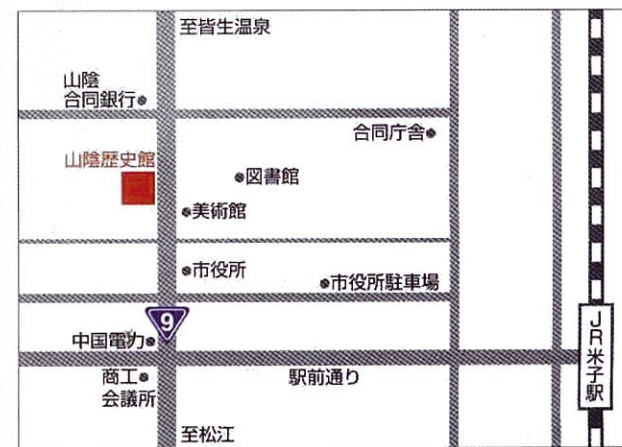 至皆生温泉
山陰
合同銀行
合同庁舎
山陰歴史館
図書館
美術館
市役所
市役所駐車場
9
中国電力
JR米子駅
商工
会議所
駅前通り
至松江